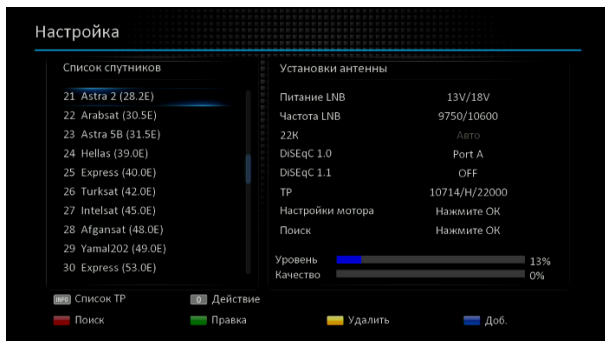 Настройка
Список спутников
21 Astra 2 (28.2E)
22 Arabsat (30.5E)
23 Astra 5B (31.5E)
24 Hellas (39.0E)
25 Express (40.0E)
26 Turksat (42.0E)
27 Intelsat (45.0E)
28 Afgansat (48.0E)
29 Yamal202 (49.0E)
30 Express (53.0E)
Установки антенны
Питание LNB 13V/18V
Частота LNB 9750/10600
22К Авто
DiSEqC 1.0 Port A
DiSEqC 1.1 OFF
TP 10714/H/22000
Настройки мотора Нажмите ОК
Поиск Нажмите ОК
Уровень 13%
Качество 0%
INFO Список ТР 0 Действие
Поиск Правка Удалить Доб.